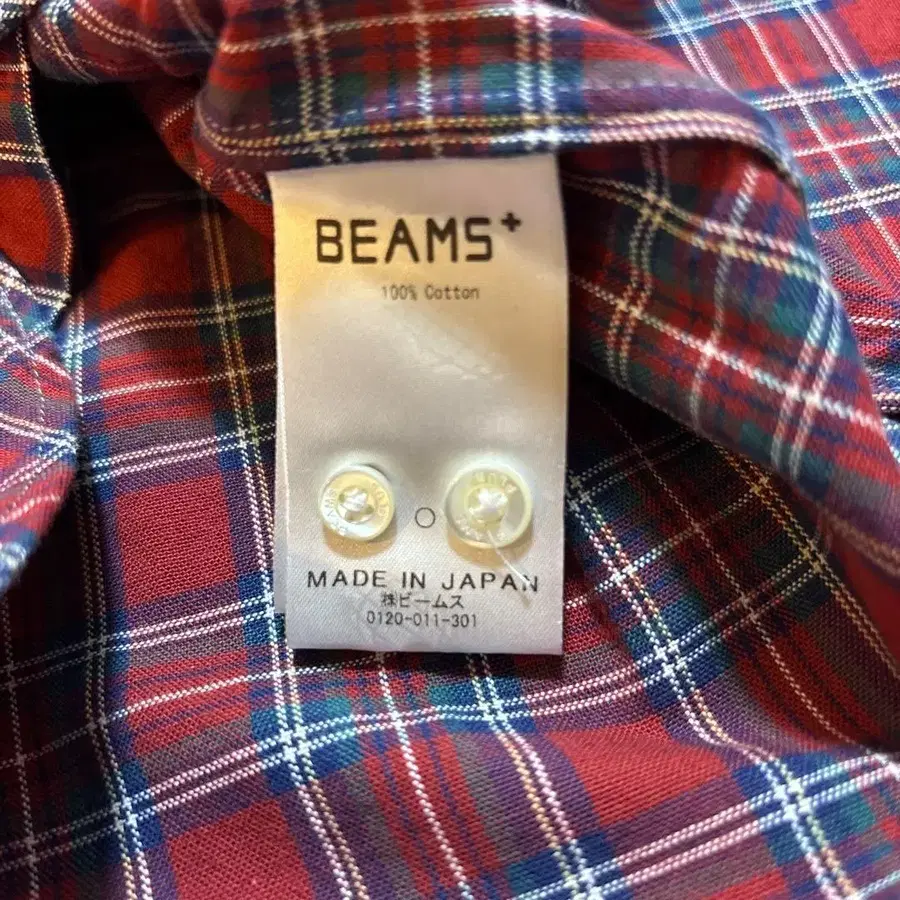 BEAMS+
100% Cotton
MADE IN JAPAN
㈱ビームス
0120-011-301